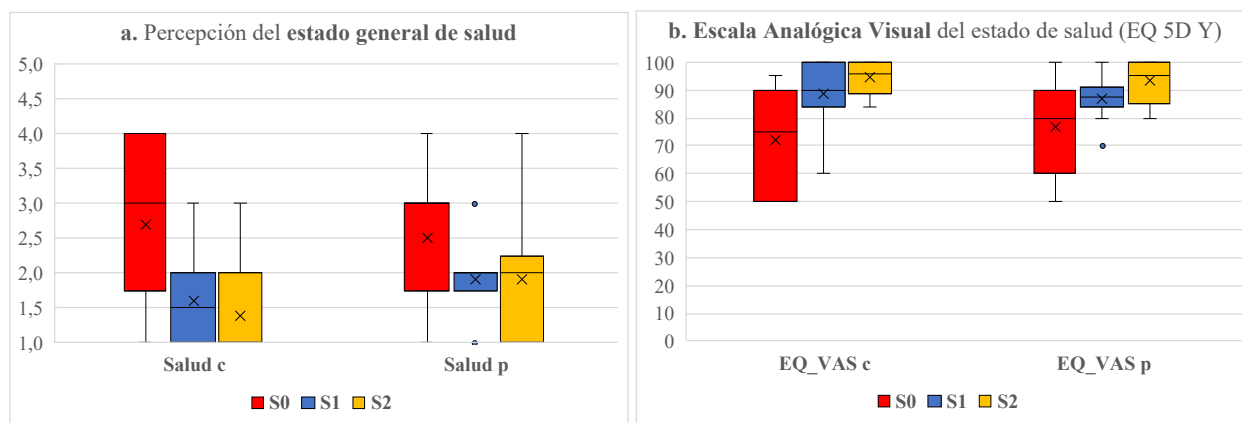 a. Percepción del estado general de salud
5,0
4,5
4,0
3,5
3,0
2,5
2,0
1,5
1,0
Salud c
Salud p
S0 S1 S2
b. Escala Analógica Visual del estado de salud (EQ 5D Y)
100
90
80
70
60
50
40
30
20
10
0
EQ_VAS c
EQ_VAS p
S0 S1 S2